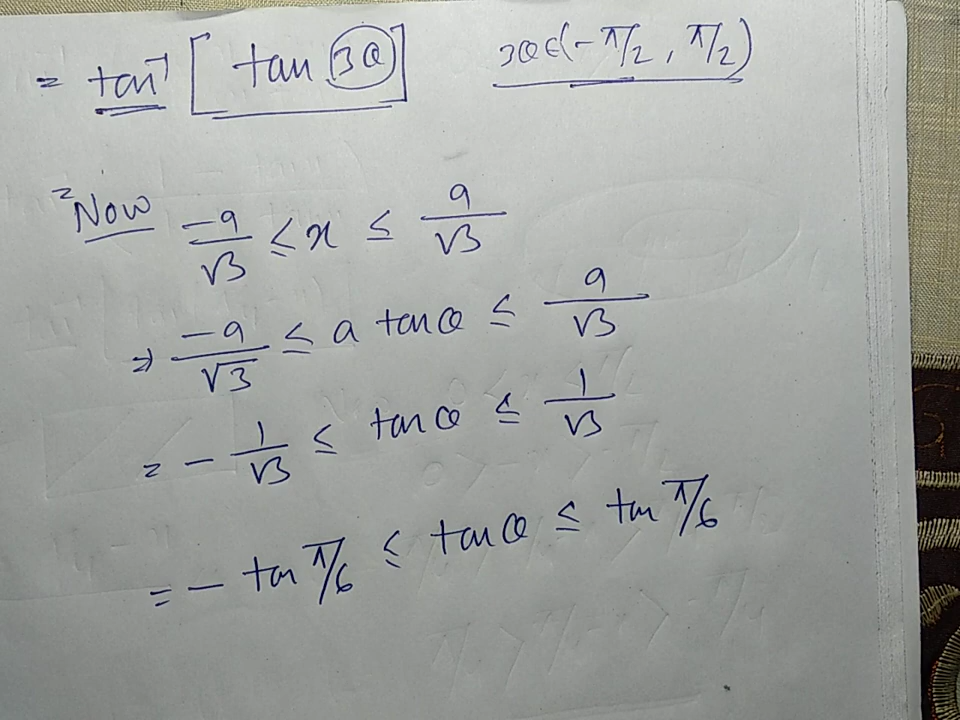 = tan⁻¹ [ tan (3θ) ] 3θ ∈ (-π/2, π/2)
= Now -a/√3 ≤ x ≤ a/√3
⇒ -a/√3 ≤ a tanθ ≤ a/√3
= -1/√3 ≤ tanθ ≤ 1/√3
= - tan π/6 ≤ tanθ ≤ tan π/6